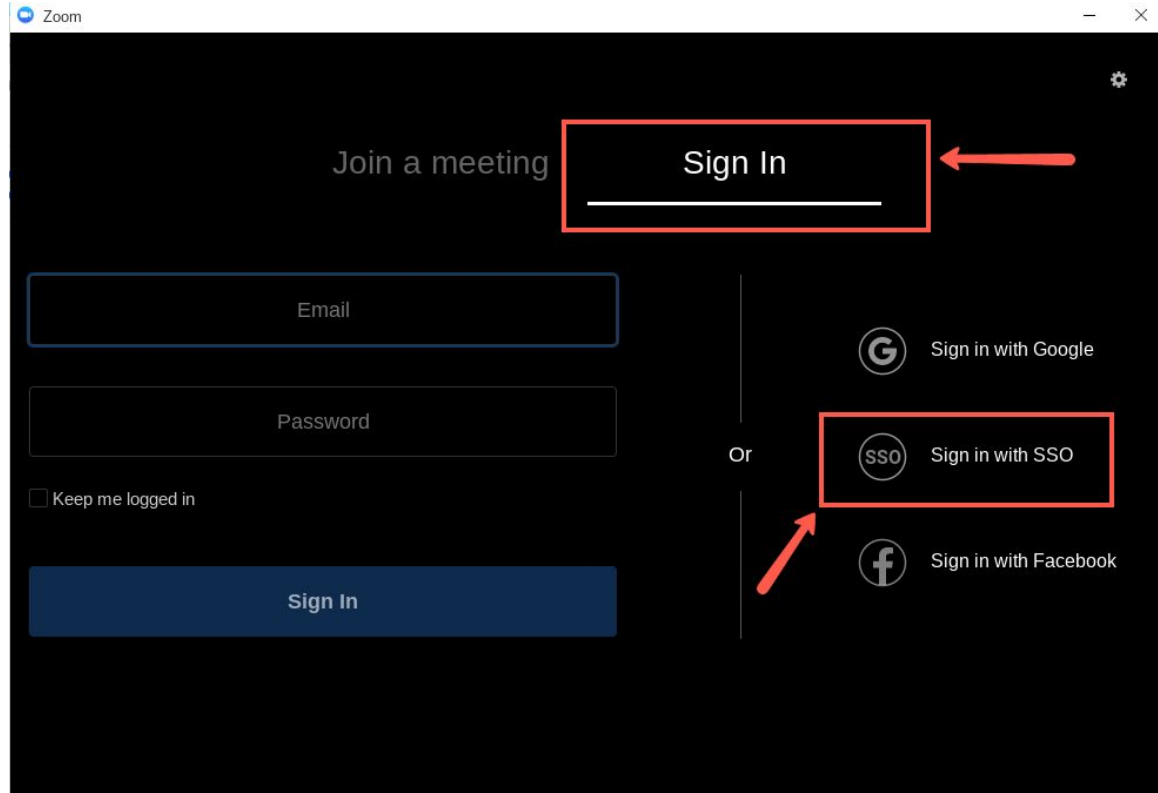 Zoom
Join a meeting
Sign In
Email
Password
Keep me logged in
Sign In
Or
G
Sign in with Google
SSO
Sign in with SSO
f
Sign in with Facebook